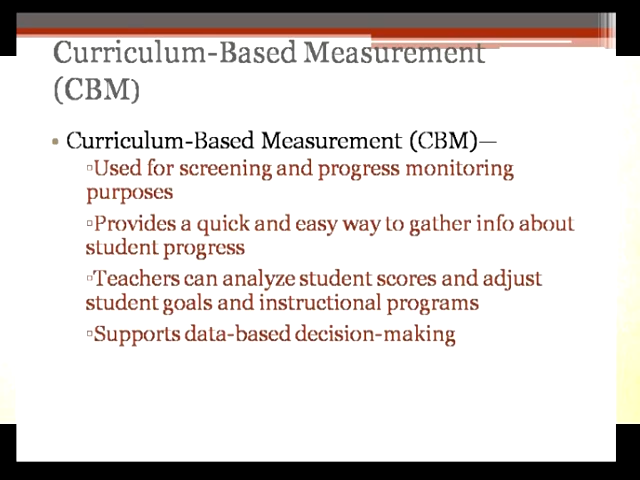 Curriculum-Based Measurement
(CBM)
• Curriculum-Based Measurement (CBM)—
▫Used for screening and progress monitoring
purposes
▫Provides a quick and easy way to gather info about
student progress
▫Teachers can analyze student scores and adjust
student goals and instructional programs
▫Supports data-based decision-making